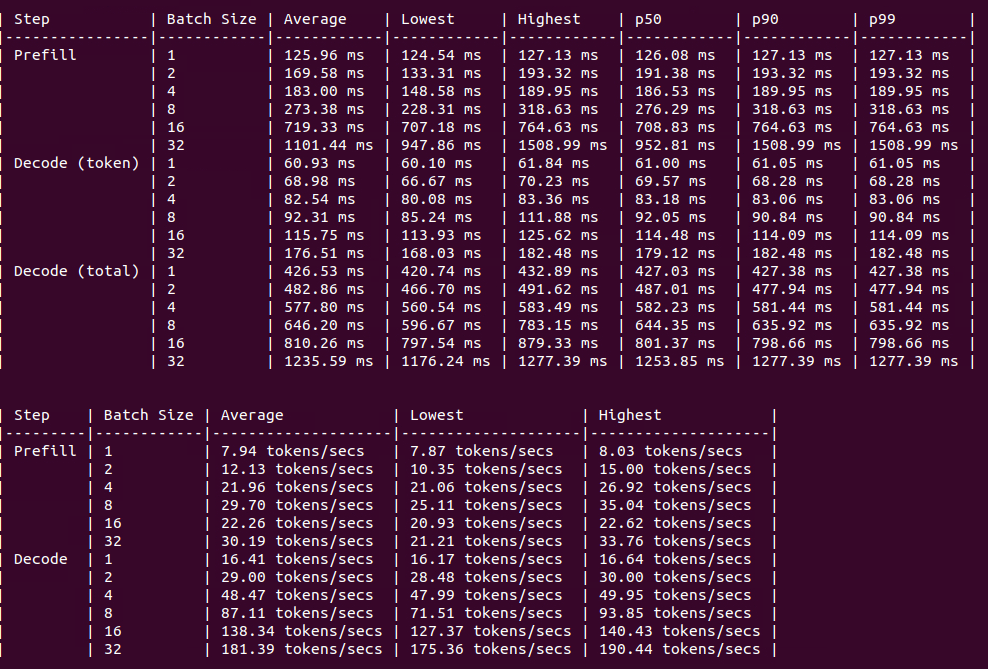 | Step | Batch Size | Average | Lowest | Highest | p50 | p90 | p99 |
|----------------|------------|------------|------------|------------|------------|------------|------------|
| Prefill | 1 | 125.96 ms | 124.54 ms | 127.13 ms | 126.08 ms | 127.13 ms | 127.13 ms |
| | 2 | 169.58 ms | 133.31 ms | 193.32 ms | 191.38 ms | 193.32 ms | 193.32 ms |
| | 4 | 183.00 ms | 148.58 ms | 189.95 ms | 186.53 ms | 189.95 ms | 189.95 ms |
| | 8 | 273.38 ms | 228.31 ms | 318.63 ms | 276.29 ms | 318.63 ms | 318.63 ms |
| | 16 | 719.33 ms | 707.18 ms | 764.63 ms | 708.83 ms | 764.63 ms | 764.63 ms |
| | 32 | 1101.44 ms | 947.86 ms | 1508.99 ms | 952.81 ms | 1508.99 ms | 1508.99 ms |
| Decode (token) | 1 | 60.93 ms | 60.10 ms | 61.84 ms | 61.00 ms | 61.05 ms | 61.05 ms |
| | 2 | 68.98 ms | 66.67 ms | 70.23 ms | 69.57 ms | 68.28 ms | 68.28 ms |
| | 4 | 82.54 ms | 80.08 ms | 83.36 ms | 83.18 ms | 83.06 ms | 83.06 ms |
| | 8 | 92.31 ms | 85.24 ms | 111.88 ms | 92.05 ms | 90.84 ms | 90.84 ms |
| | 16 | 115.75 ms | 113.93 ms | 125.62 ms | 114.48 ms | 114.09 ms | 114.09 ms |
| | 32 | 176.51 ms | 168.03 ms | 182.48 ms | 179.12 ms | 182.48 ms | 182.48 ms |
| Decode (total) | 1 | 426.53 ms | 420.74 ms | 432.89 ms | 427.03 ms | 427.38 ms | 427.38 ms |
| | 2 | 482.86 ms | 466.70 ms | 491.62 ms | 487.01 ms | 477.94 ms | 477.94 ms |
| | 4 | 577.80 ms | 560.54 ms | 583.49 ms | 582.23 ms | 581.44 ms | 581.44 ms |
| | 8 | 646.20 ms | 596.67 ms | 783.15 ms | 644.35 ms | 635.92 ms | 635.92 ms |
| | 16 | 810.26 ms | 797.54 ms | 879.33 ms | 801.37 ms | 798.66 ms | 798.66 ms |
| | 32 | 1235.59 ms | 1176.24 ms | 1277.39 ms | 1253.85 ms | 1277.39 ms | 1277.39 ms |
| Step | Batch Size | Average | Lowest | Highest |
|---------|------------|--------------------|--------------------|--------------------|
| Prefill | 1 | 7.94 tokens/secs | 7.87 tokens/secs | 8.03 tokens/secs |
| | 2 | 12.13 tokens/secs | 10.35 tokens/secs | 15.00 tokens/secs |
| | 4 | 21.96 tokens/secs | 21.06 tokens/secs | 26.92 tokens/secs |
| | 8 | 29.70 tokens/secs | 25.11 tokens/secs | 35.04 tokens/secs |
| | 16 | 22.26 tokens/secs | 20.93 tokens/secs | 22.62 tokens/secs |
| | 32 | 30.19 tokens/secs | 21.21 tokens/secs | 33.76 tokens/secs |
| Decode | 1 | 16.41 tokens/secs | 16.17 tokens/secs | 16.64 tokens/secs |
| | 2 | 29.00 tokens/secs | 28.48 tokens/secs | 30.00 tokens/secs |
| | 4 | 48.47 tokens/secs | 47.99 tokens/secs | 49.95 tokens/secs |
| | 8 | 87.11 tokens/secs | 71.51 tokens/secs | 93.85 tokens/secs |
| | 16 | 138.34 tokens/secs | 127.37 tokens/secs | 140.43 tokens/secs |
| | 32 | 181.39 tokens/secs | 175.36 tokens/secs | 190.44 tokens/secs |